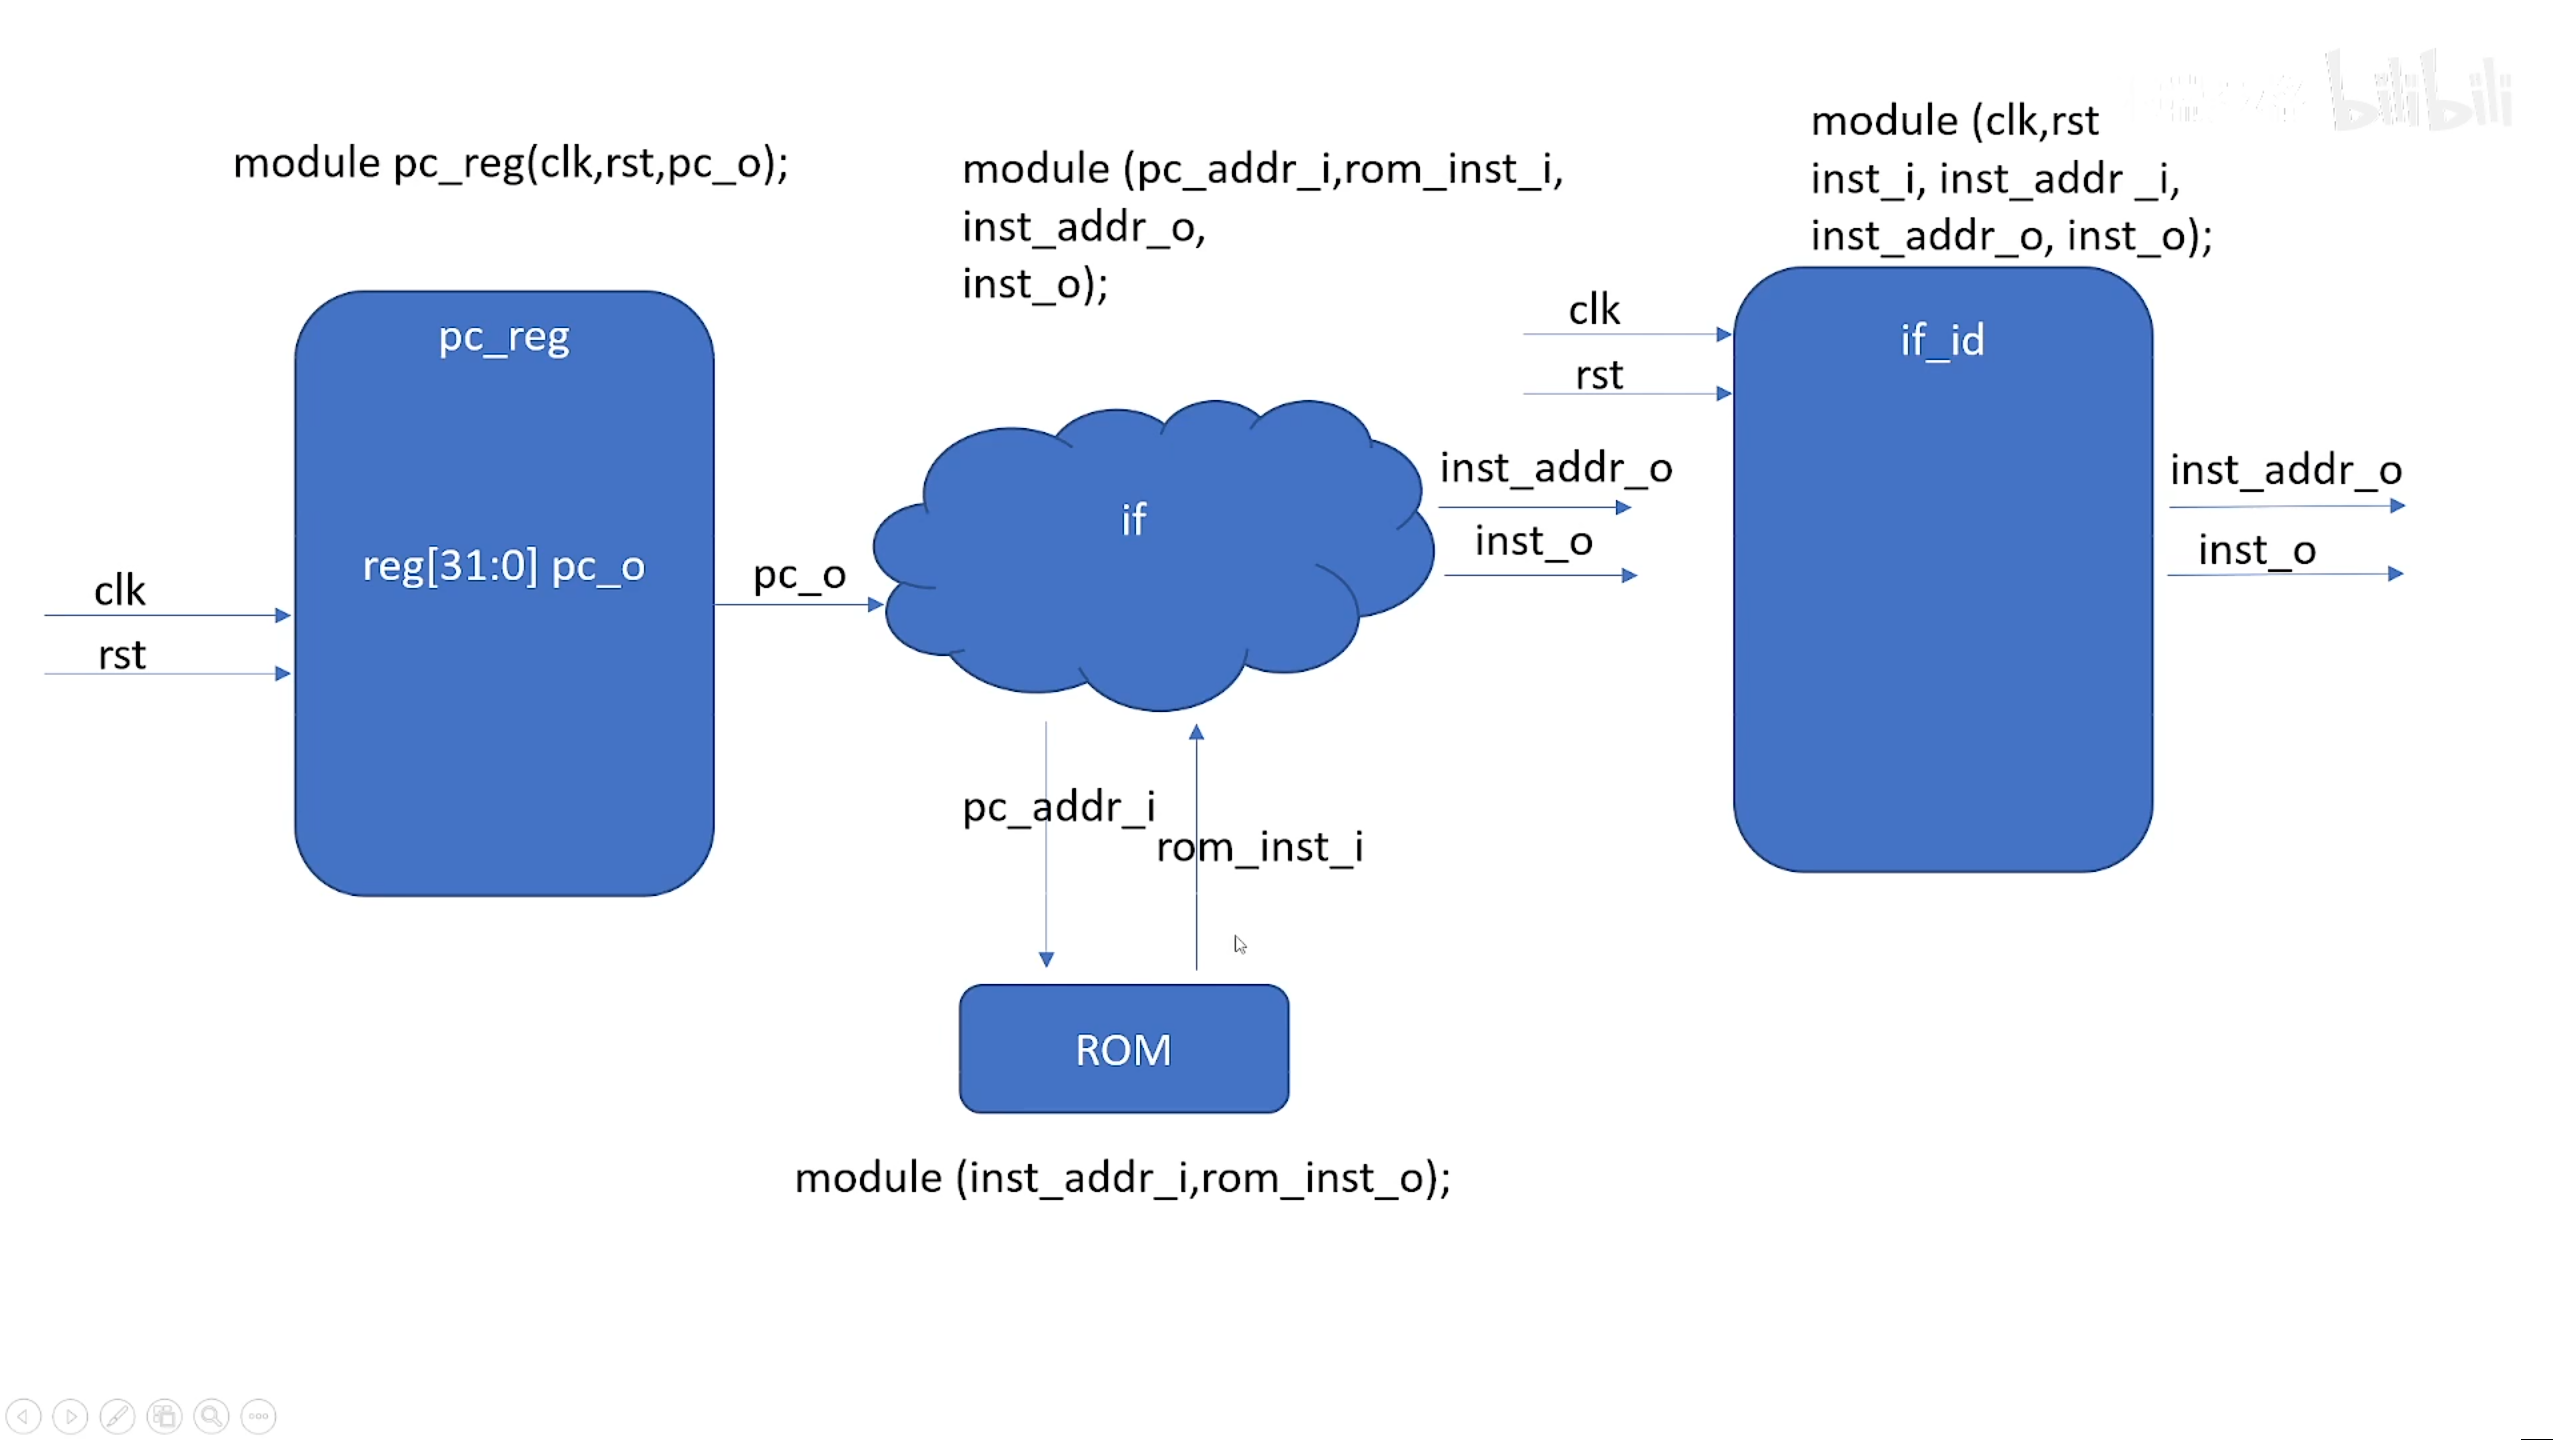 module pc_reg(clk,rst,pc_o);
module (pc_addr_i,rom_inst_i,
inst_addr_o,
inst_o);
module (clk,rst
inst_i, inst_addr _i,
inst_addr_o, inst_o);
bilibili
pc_reg
reg[31:0] pc_o
clk
rst
pc_o
if
inst_addr_o
inst_o
clk
rst
if_id
inst_addr_o
inst_o
pc_addr_i
rom_inst_i
ROM
module (inst_addr_i,rom_inst_o);